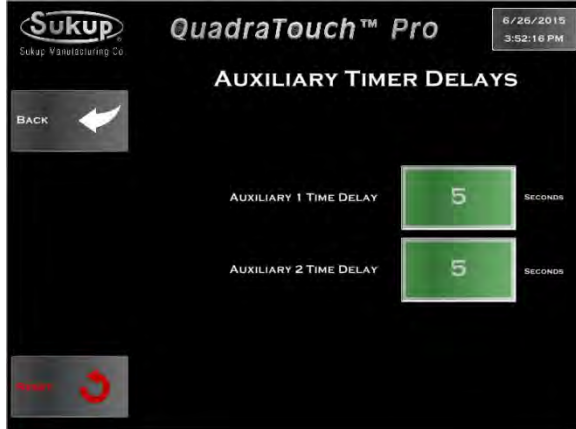 Sukup®
Sukup Manufacturing Co
QuadraTouch™ Pro
6/26/2015
3:52:16 PM
AUXILIARY TIMER DELAYS
BACK
AUXILIARY 1 TIME DELAY
5
SECONDS
AUXILIARY 2 TIME DELAY
5
SECONDS
RESET